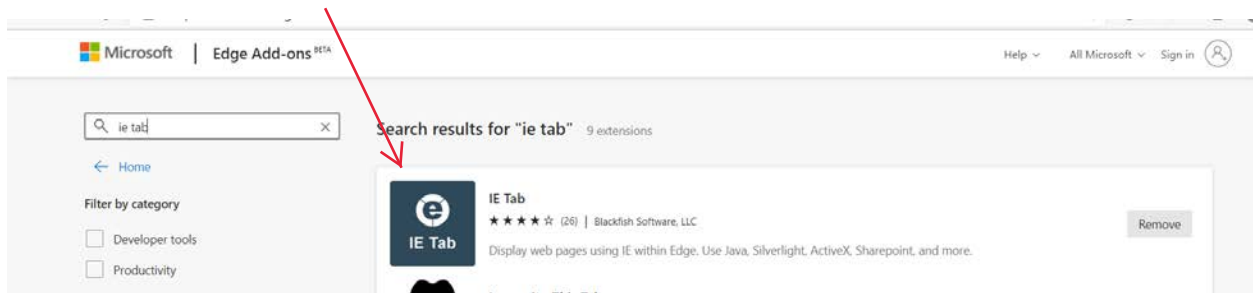 Microsoft | Edge Add-ons BETA
Help All Microsoft Sign in
ie tab
Search results for "ie tab" 9 extensions
Home
Filter by category
Developer tools
Productivity
IE Tab
IE Tab
(26) | Blackfish Software, LLC
Display web pages using IE within Edge. Use Java, Silverlight, ActiveX, Sharepoint, and more.
Remove